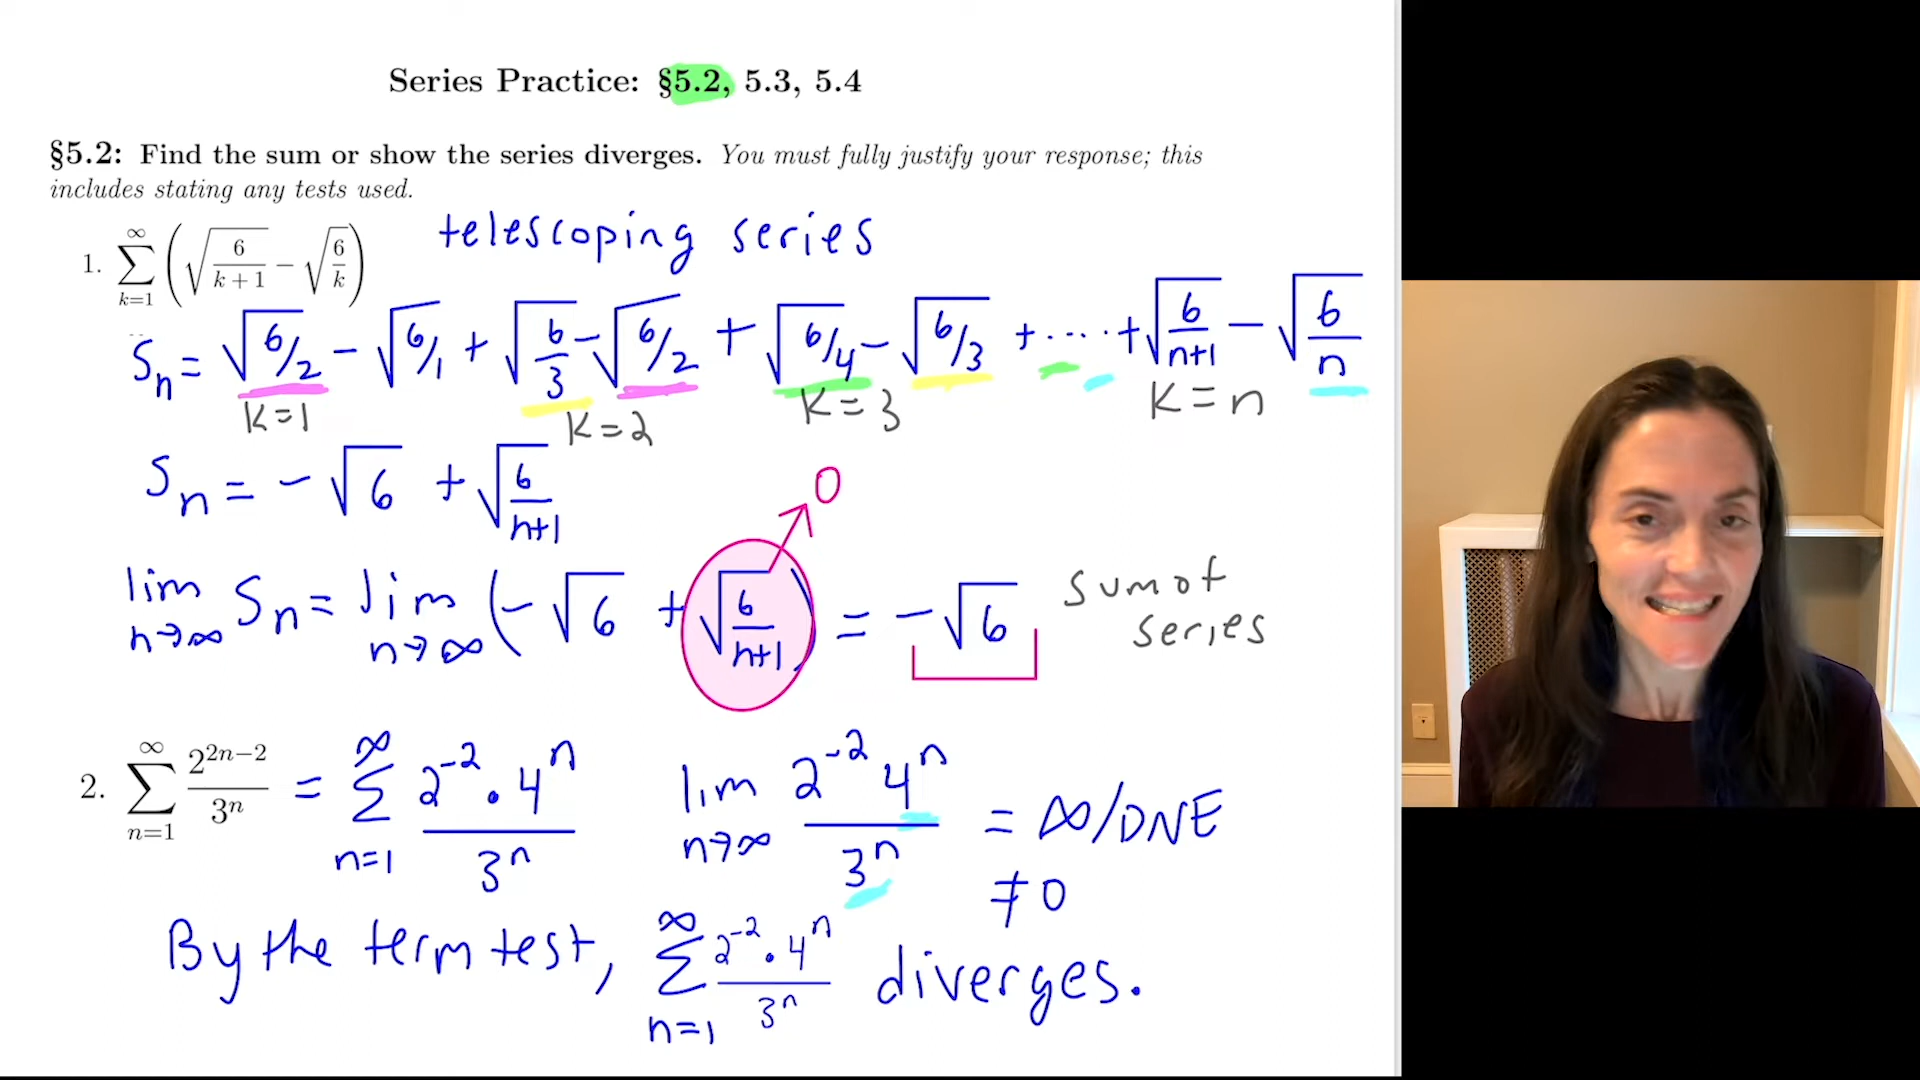 Series Practice: §5.2, 5.3, 5.4
§5.2: Find the sum or show the series diverges. You must fully justify your response; this
includes stating any tests used.
1. ∑_{k=1}^{∞} (√(6/(k+1)) − √(6/k)) telescoping series
S_n = √(6/2) − √(6/1) + √(6/3) − √(6/2) + √(6/4) − √(6/3) + ⋯ + √(6/(n+1)) − √(6/n)
K=1 K=2 K=3 K=n
S_n = −√6 + √(6/(n+1))
0
lim_{n→∞} S_n = lim_{n→∞} (−√6 + √(6/(n+1))) = −√6 sum of
series
2. ∑_{n=1}^{∞} 2^{2n−2}/3^n = ∑_{n=1}^{∞} 2^{-2}·4^n/3^n lim_{n→∞} 2^{-2} 4^n/3^n = ∞/DNE
≠0
By the term test, ∑_{n=1}^{∞} 2^{-2}·4^n/3^n diverges.